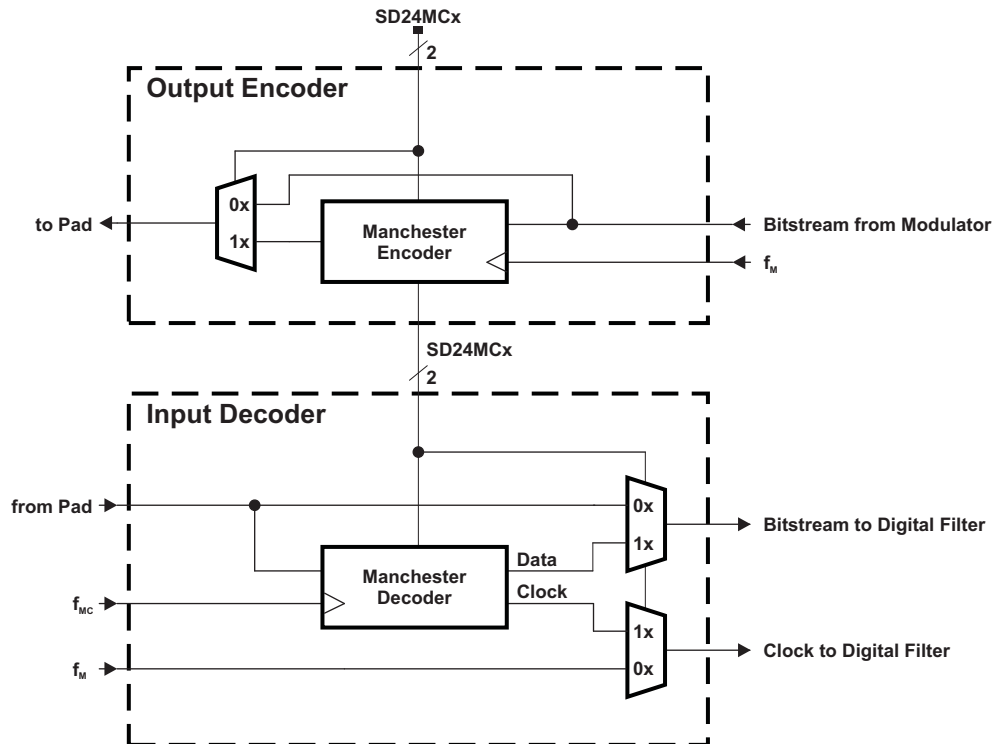 SD24MCx
2
Output Encoder
0x
1x
to Pad
Manchester
Encoder
Bitstream from Modulator
fM
SD24MCx
2
Input Decoder
from Pad
0x
1x
Bitstream to Digital Filter
Manchester
Decoder
Data
Clock
fMC
1x
0x
Clock to Digital Filter
fM